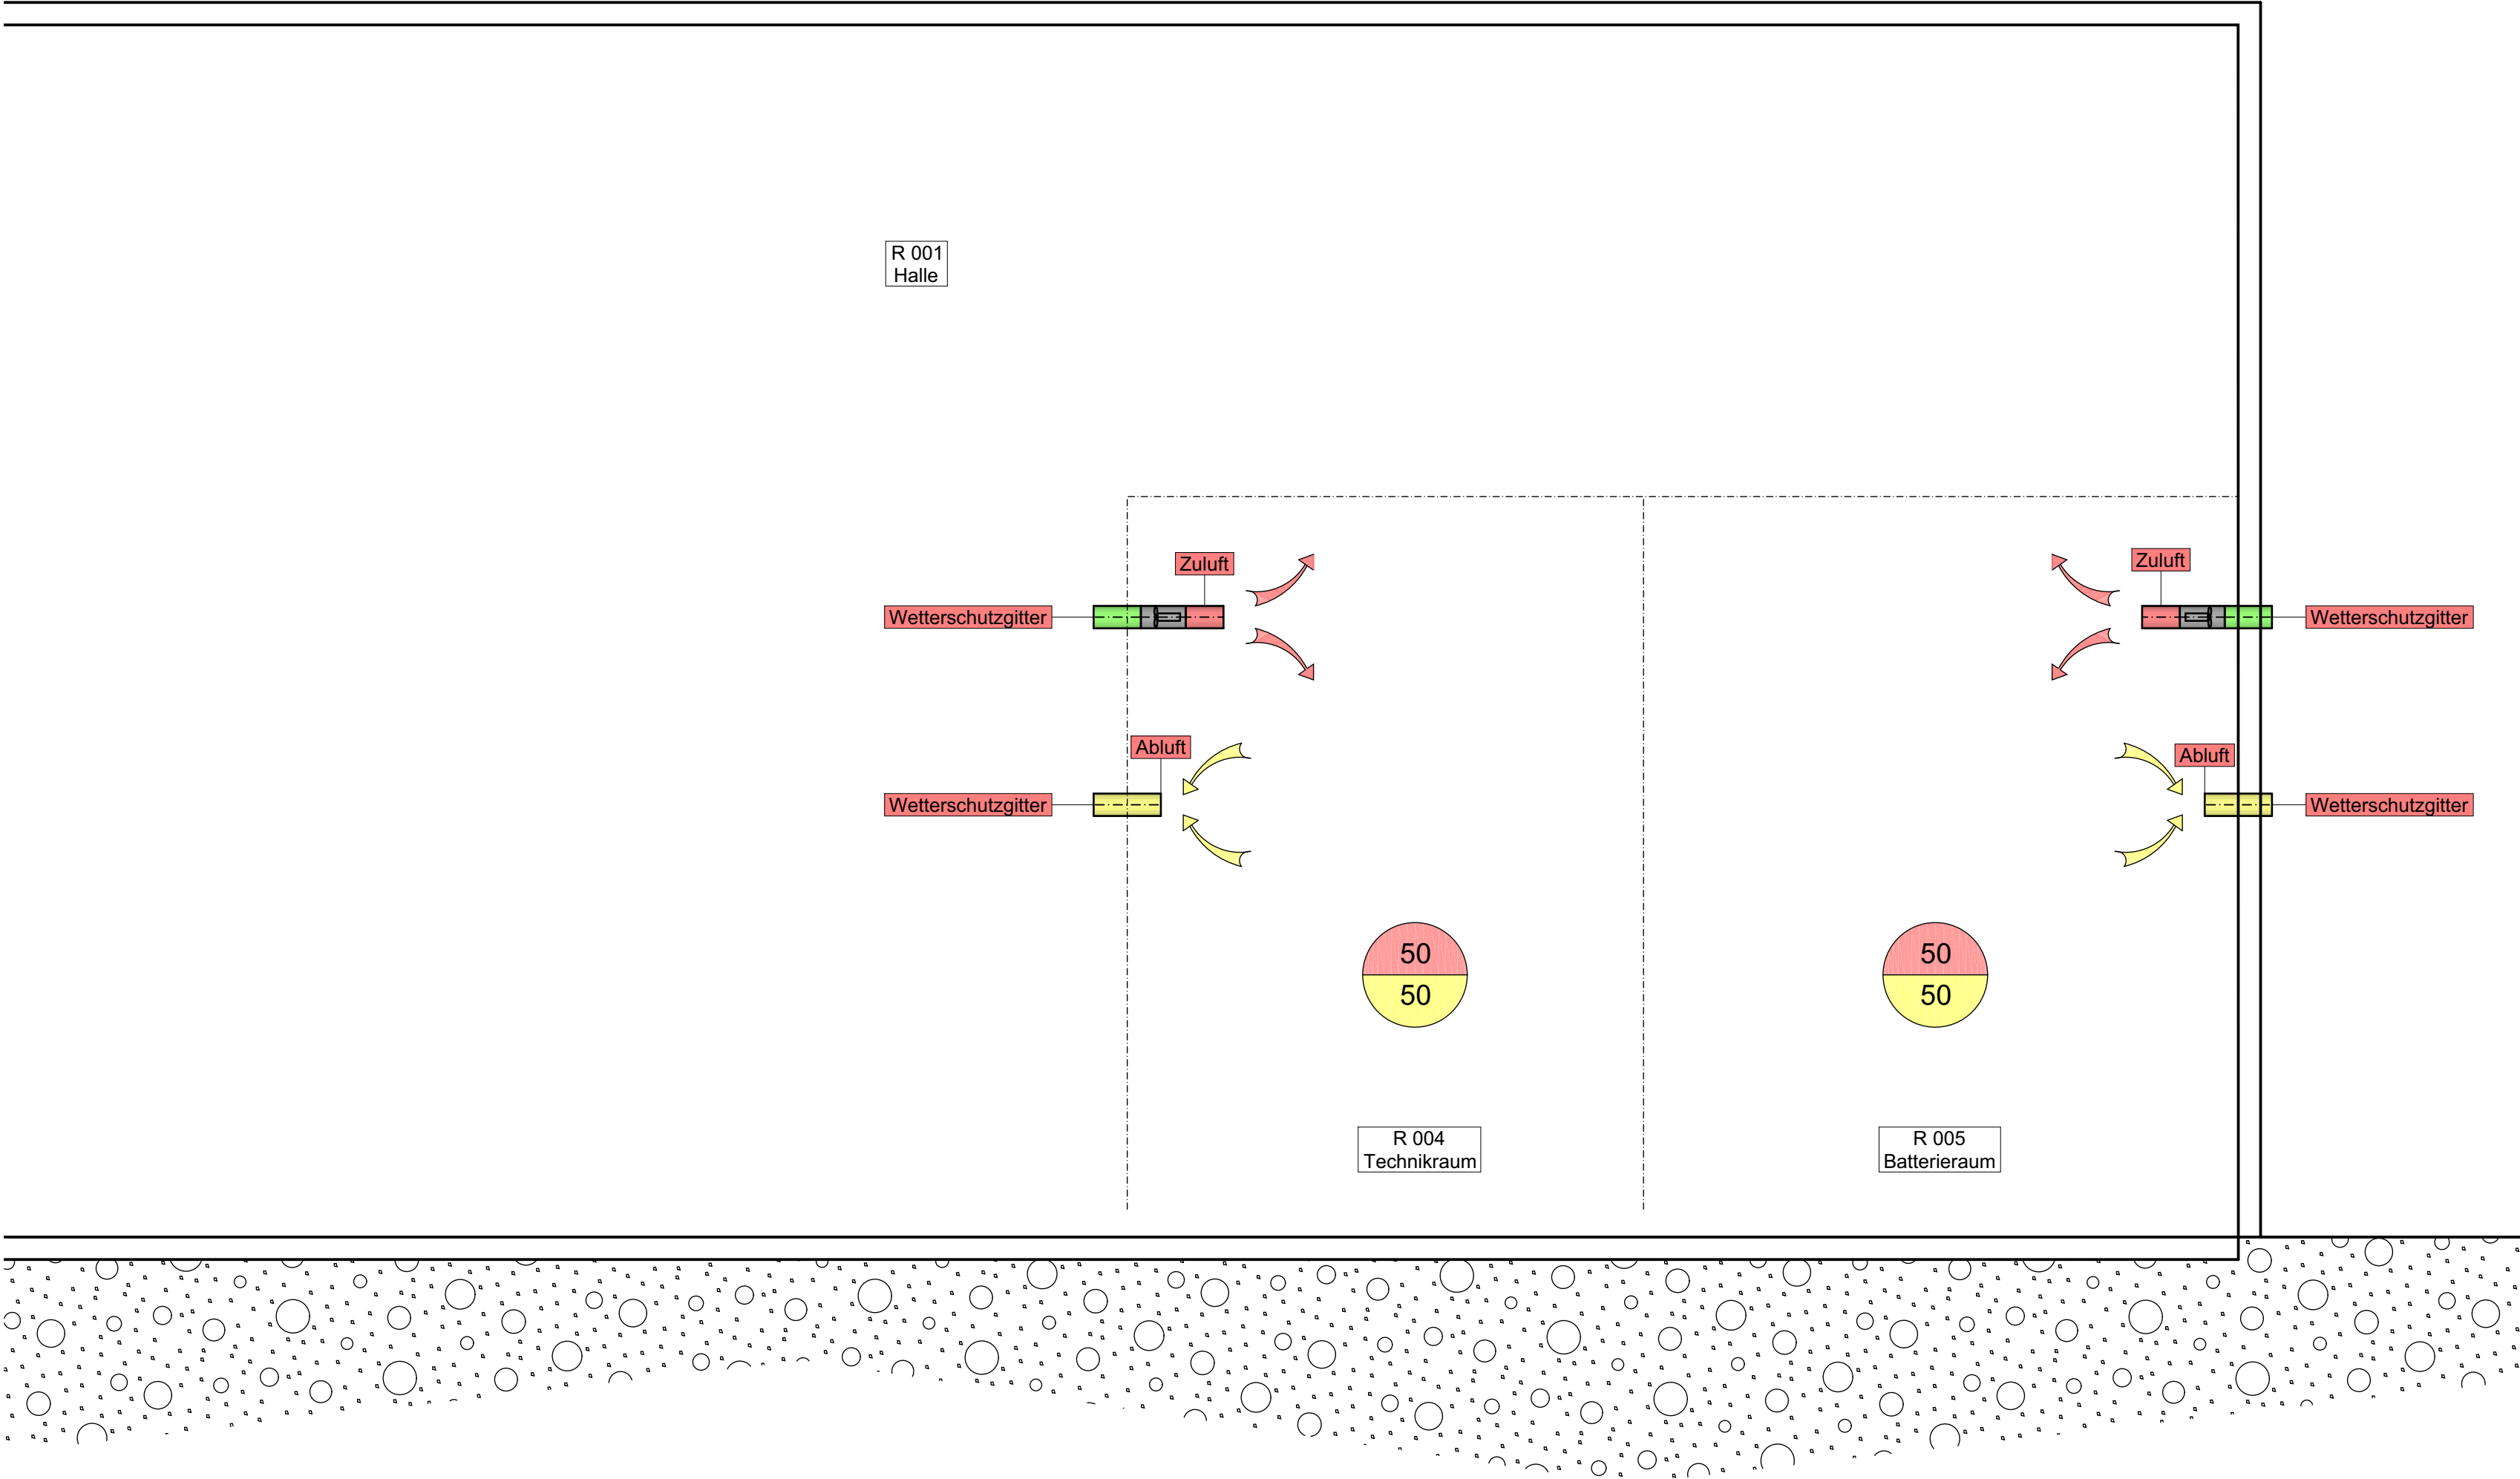 R 001
Halle
Zuluft
Zuluft
Wetterschutzgitter
Wetterschutzgitter
Abluft
Abluft
Wetterschutzgitter
Wetterschutzgitter
50
50
50
50
R 004
Technikraum
R 005
Batterieraum